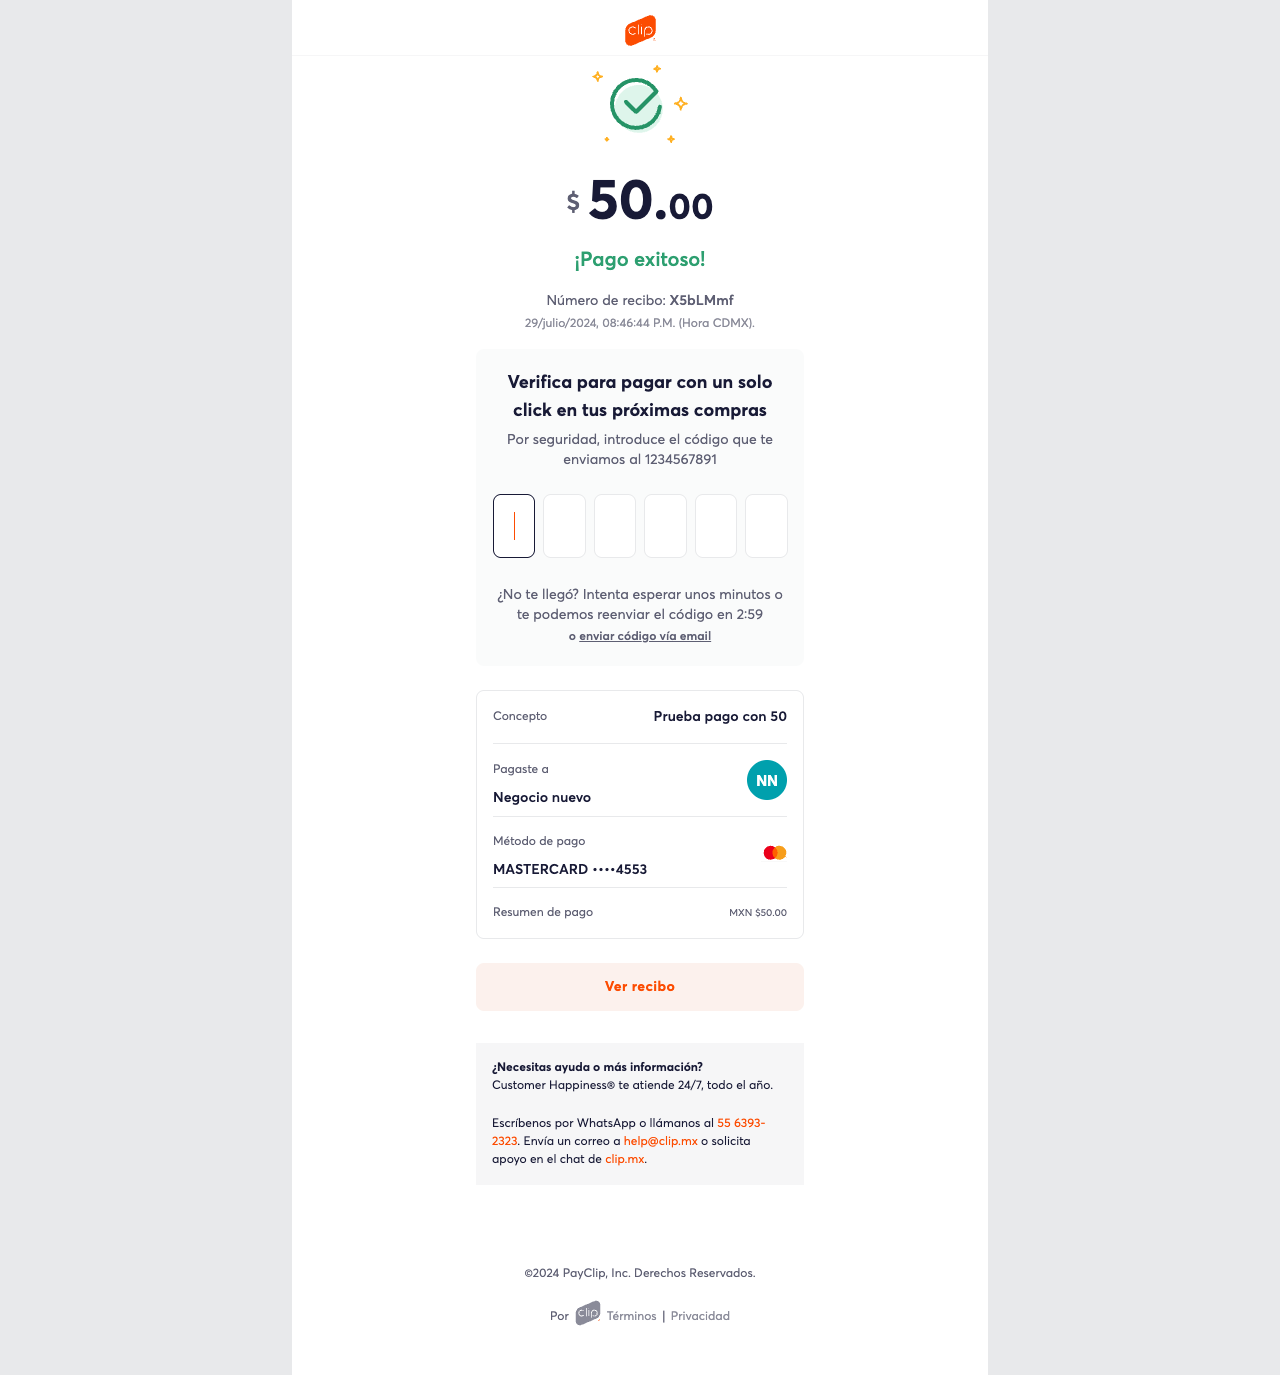 clip
$ 50.00
¡Pago exitoso!
Número de recibo: X5bLMmf
29/julio/2024, 08:46:44 P.M. (Hora CDMX).
Verifica para pagar con un solo
click en tus próximas compras
Por seguridad, introduce el código que te
enviamos al 1234567891
¿No te llegó? Intenta esperar unos minutos o
te podemos reenviar el código en 2:59
o enviar código vía email
Concepto Prueba pago con 50
Pagaste a
NN
Negocio nuevo
Método de pago
MASTERCARD ••••4553
Resumen de pago MXN $50.00
Ver recibo
¿Necesitas ayuda o más información?
Customer Happiness® te atiende 24/7, todo el año.
Escríbenos por WhatsApp o llámanos al 55 6393-
2323. Envía un correo a help@clip.mx o solicita
apoyo en el chat de clip.mx.
©2024 PayClip, Inc. Derechos Reservados.
Por clip Términos | Privacidad